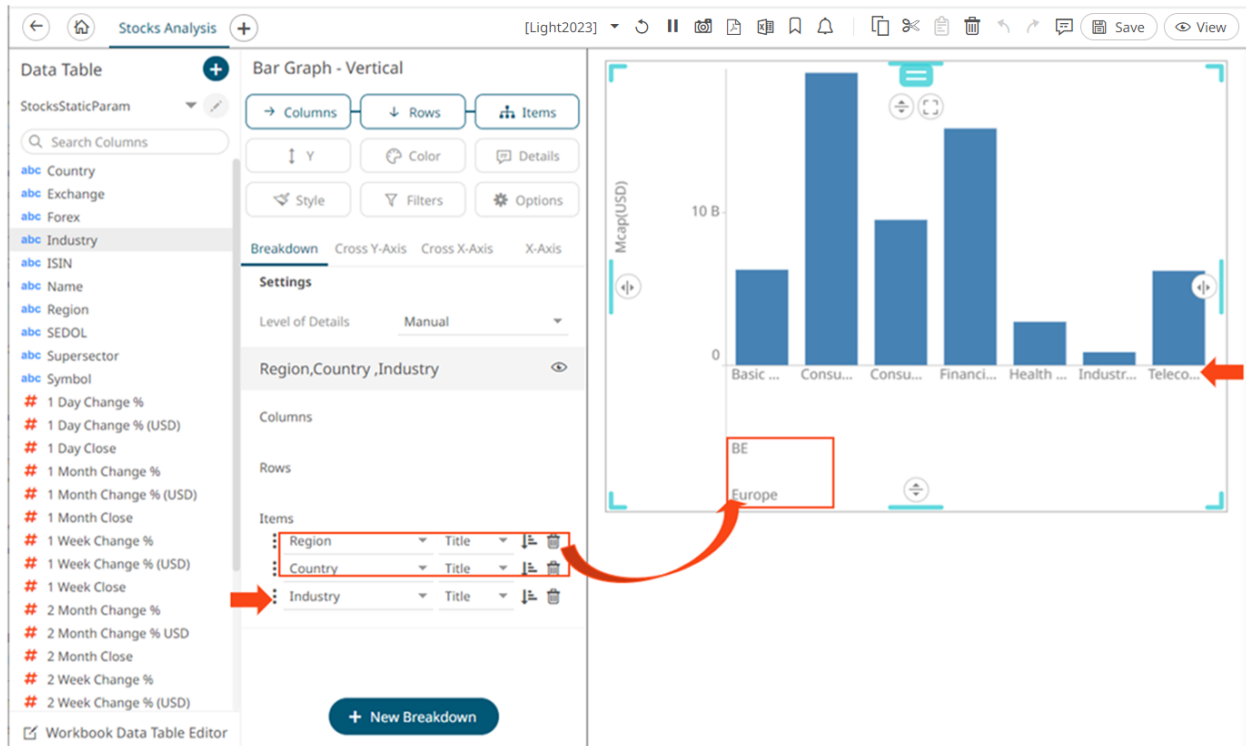 Stocks Analysis
[Light2023]
Save
View
Data Table
StocksStaticParam
Search Columns
abc Country
abc Exchange
abc Forex
abc Industry
abc ISIN
abc Name
abc Region
abc SEDOL
abc Supersector
abc Symbol
# 1 Day Change %
# 1 Day Change % (USD)
# 1 Day Close
# 1 Month Change %
# 1 Month Change % (USD)
# 1 Month Close
# 1 Week Change %
# 1 Week Change % (USD)
# 1 Week Close
# 2 Month Change %
# 2 Month Change % USD
# 2 Month Close
# 2 Week Change %
# 2 Week Change % (USD)
Workbook Data Table Editor
Bar Graph - Vertical
Columns
Rows
Items
Y
Color
Details
Style
Filters
Options
Breakdown
Cross Y-Axis
Cross X-Axis
X-Axis
Settings
Level of Details
Manual
Region,Country ,Industry
Columns
Rows
Items
Region
Title
Country
Title
Industry
Title
+ New Breakdown
Mcap(USD)
10 B
0
Basic ...
Consu...
Consu...
Financi...
Health ...
Industr...
Teleco...
BE
Europe